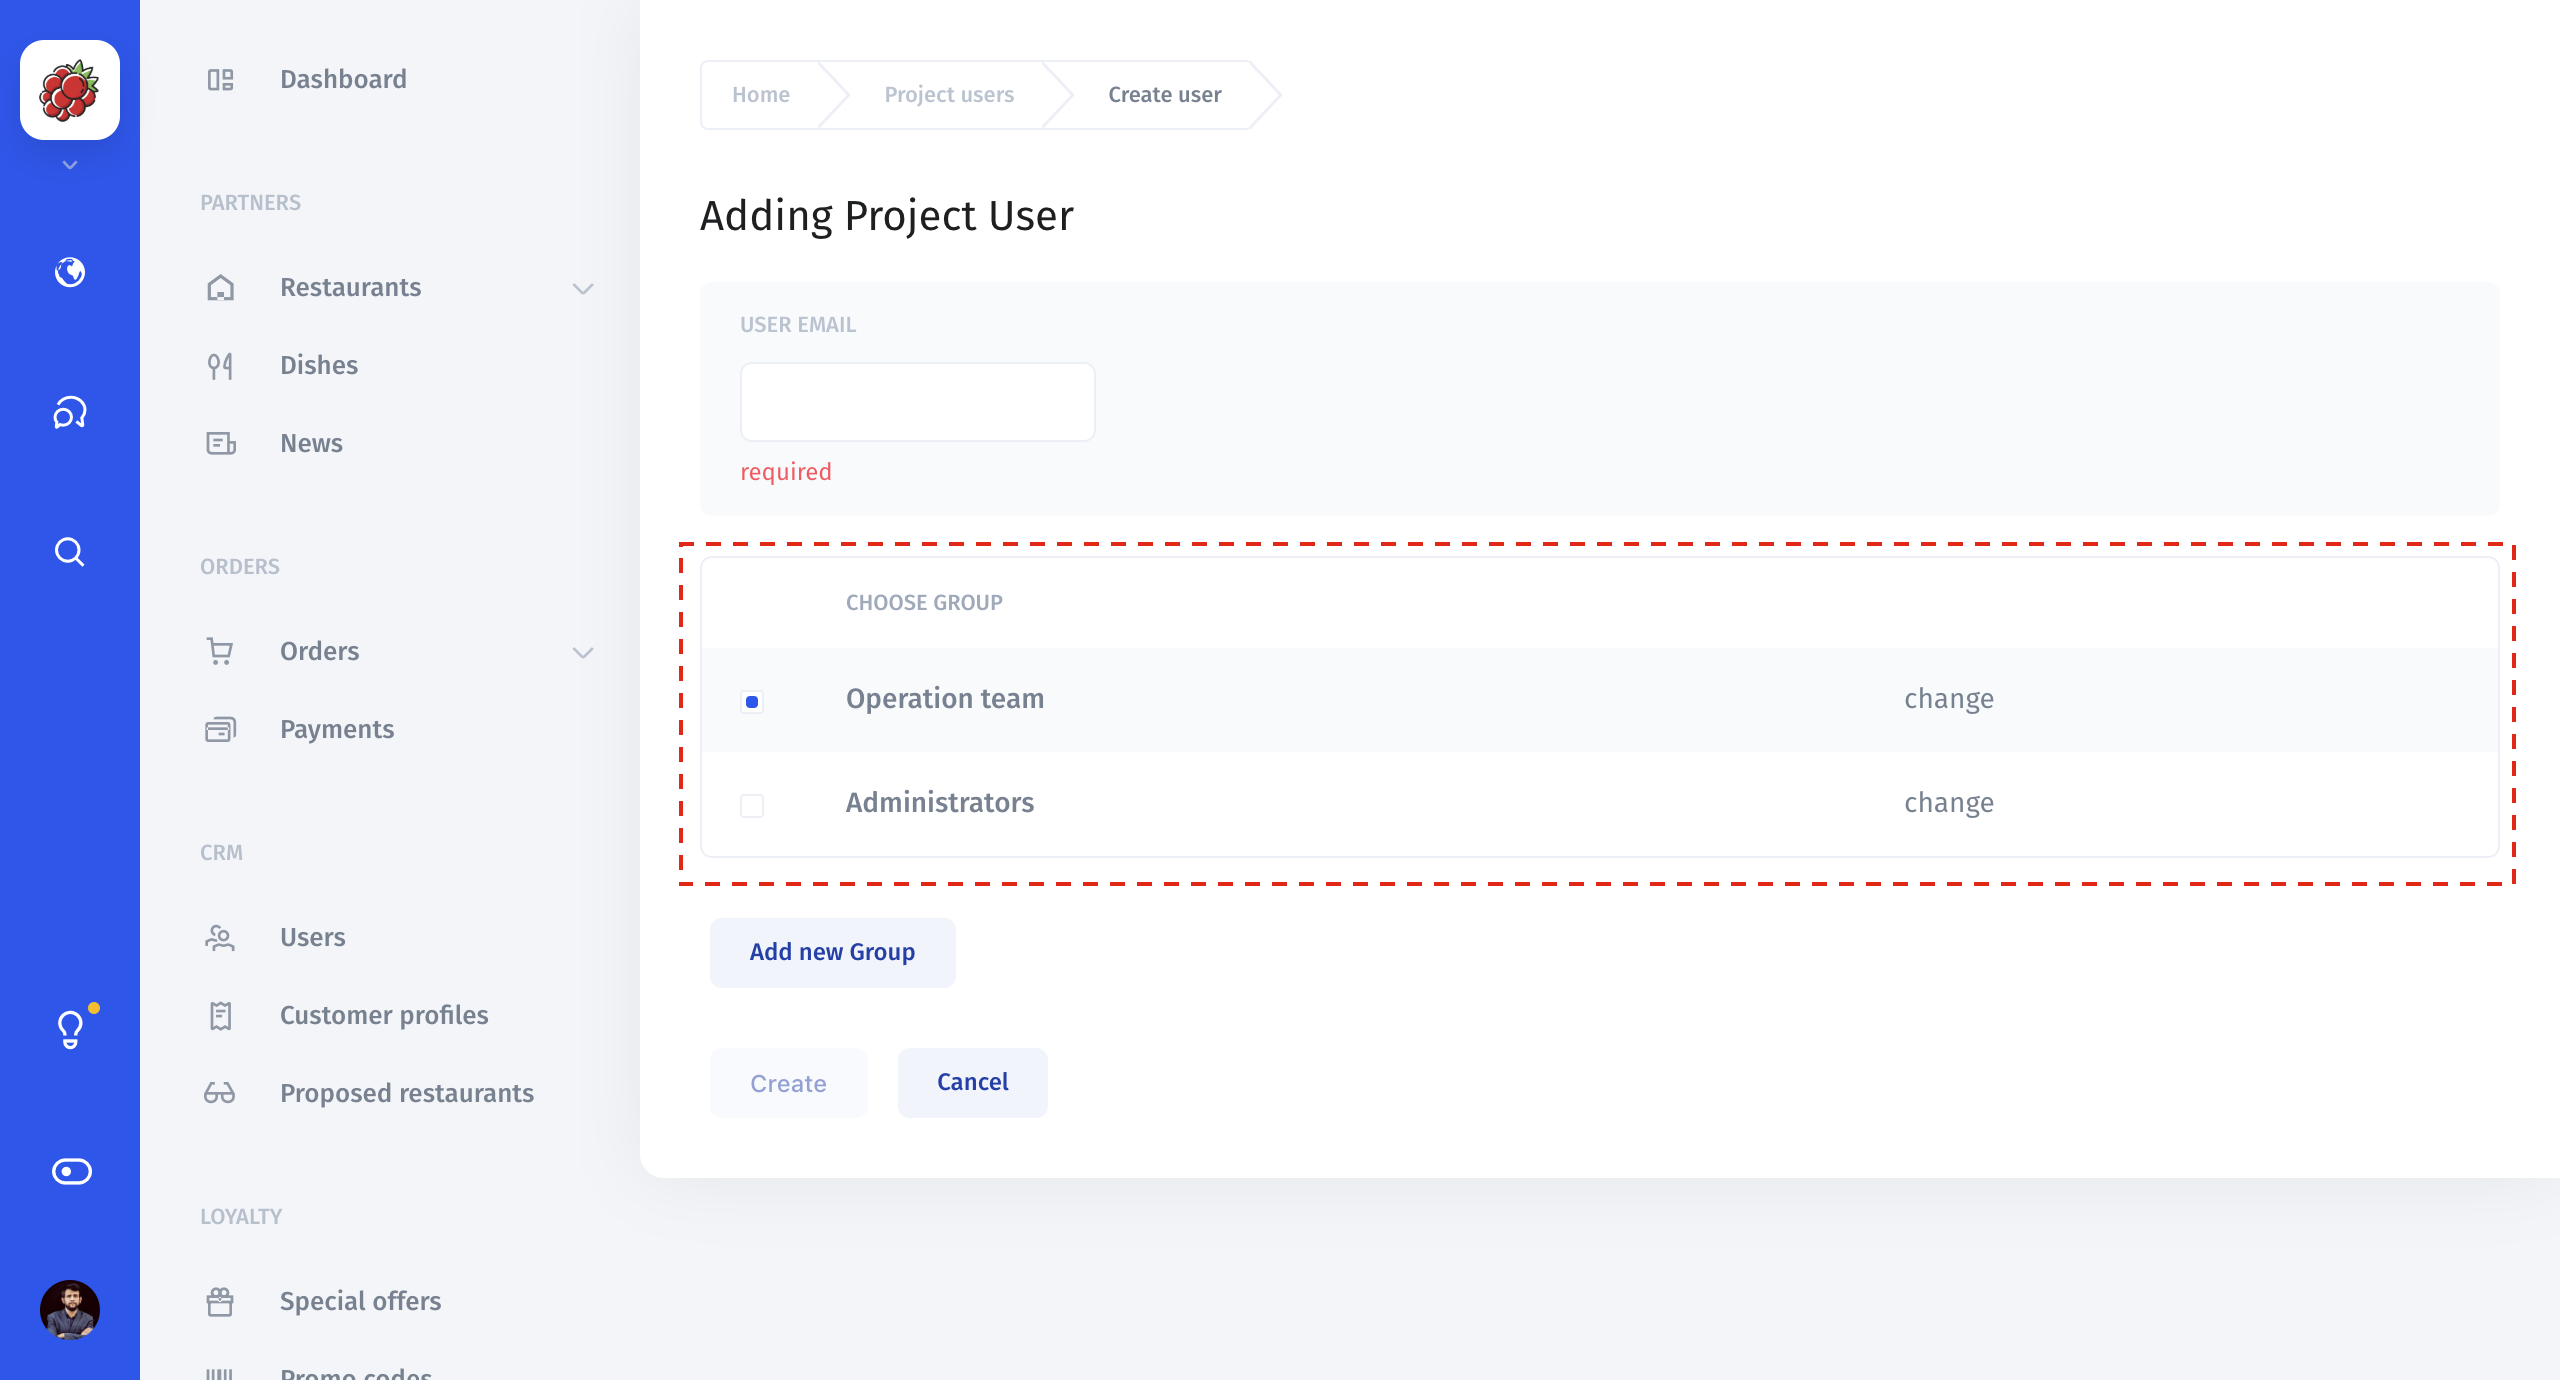 Dashboard
PARTNERS
Restaurants
Dishes
News
ORDERS
Orders
Payments
CRM
Users
Customer profiles
Proposed restaurants
LOYALTY
Special offers
Promo codes
Home
Project users
Create user
Adding Project User
USER EMAIL
required
CHOOSE GROUP
Operation team change
Administrators change
Add new Group
Create
Cancel